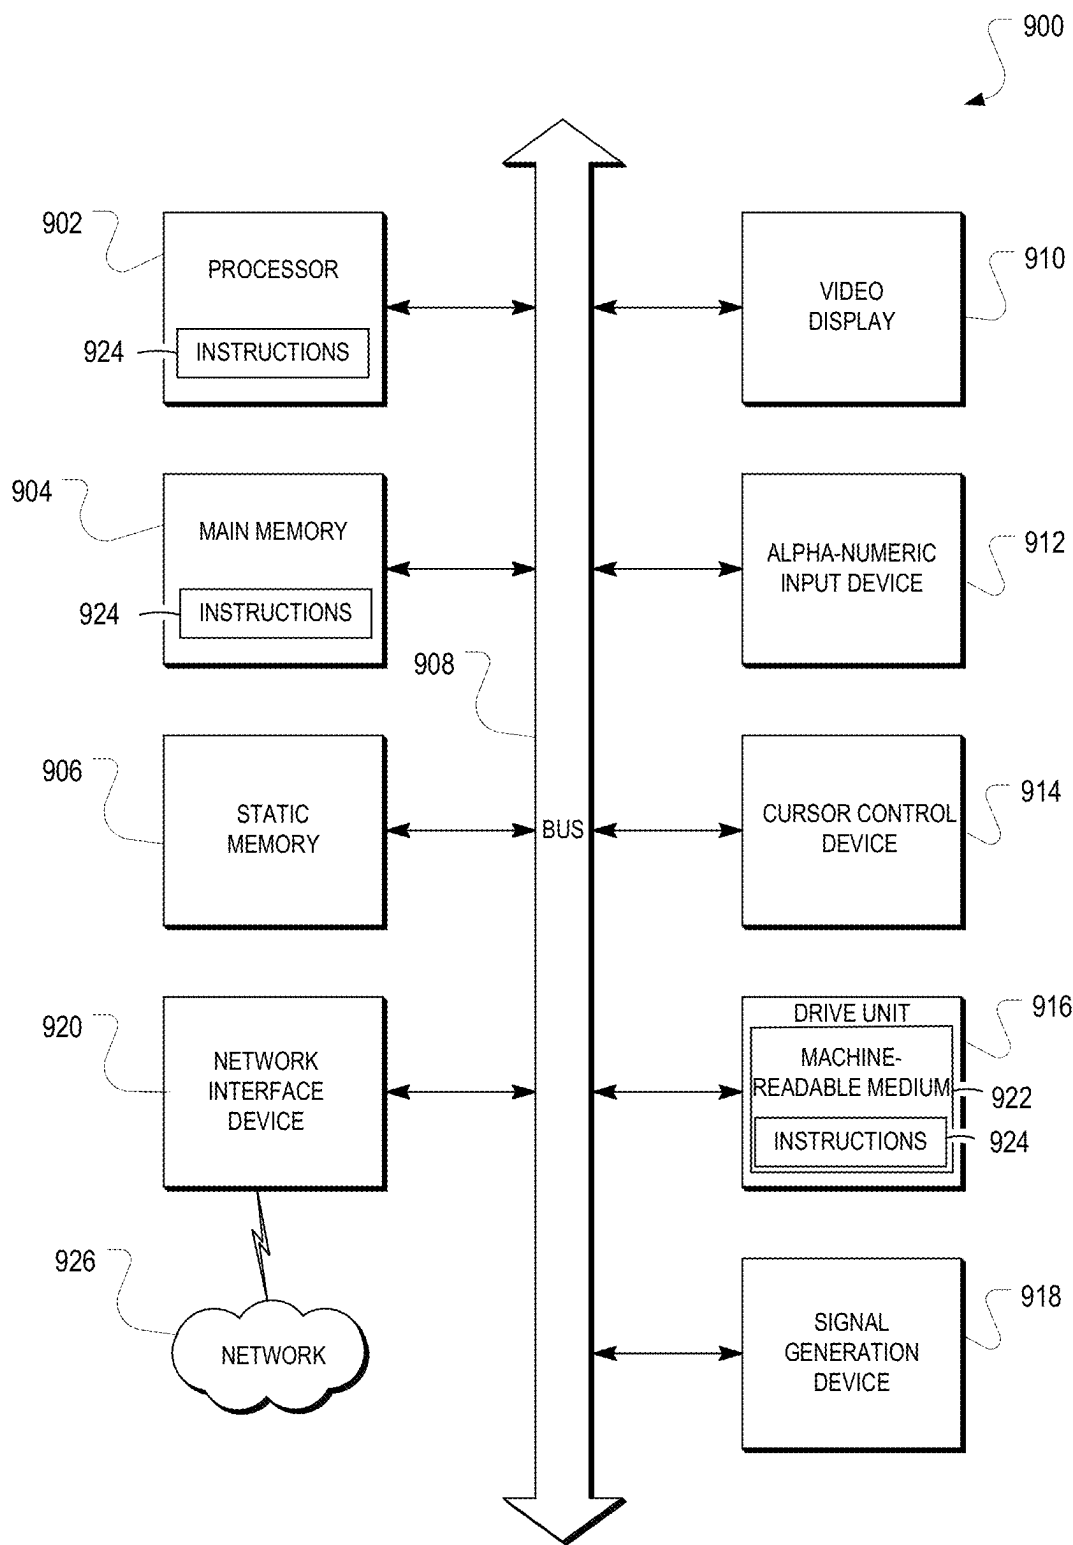 900
902
PROCESSOR
924
INSTRUCTIONS
904
MAIN MEMORY
924
INSTRUCTIONS
906
STATIC
MEMORY
920
NETWORK
INTERFACE
DEVICE
926
NETWORK
908
BUS
910
VIDEO
DISPLAY
912
ALPHA-NUMERIC
INPUT DEVICE
914
CURSOR CONTROL
DEVICE
916
DRIVE UNIT
MACHINE-
READABLE MEDIUM
922
INSTRUCTIONS
924
918
SIGNAL
GENERATION
DEVICE